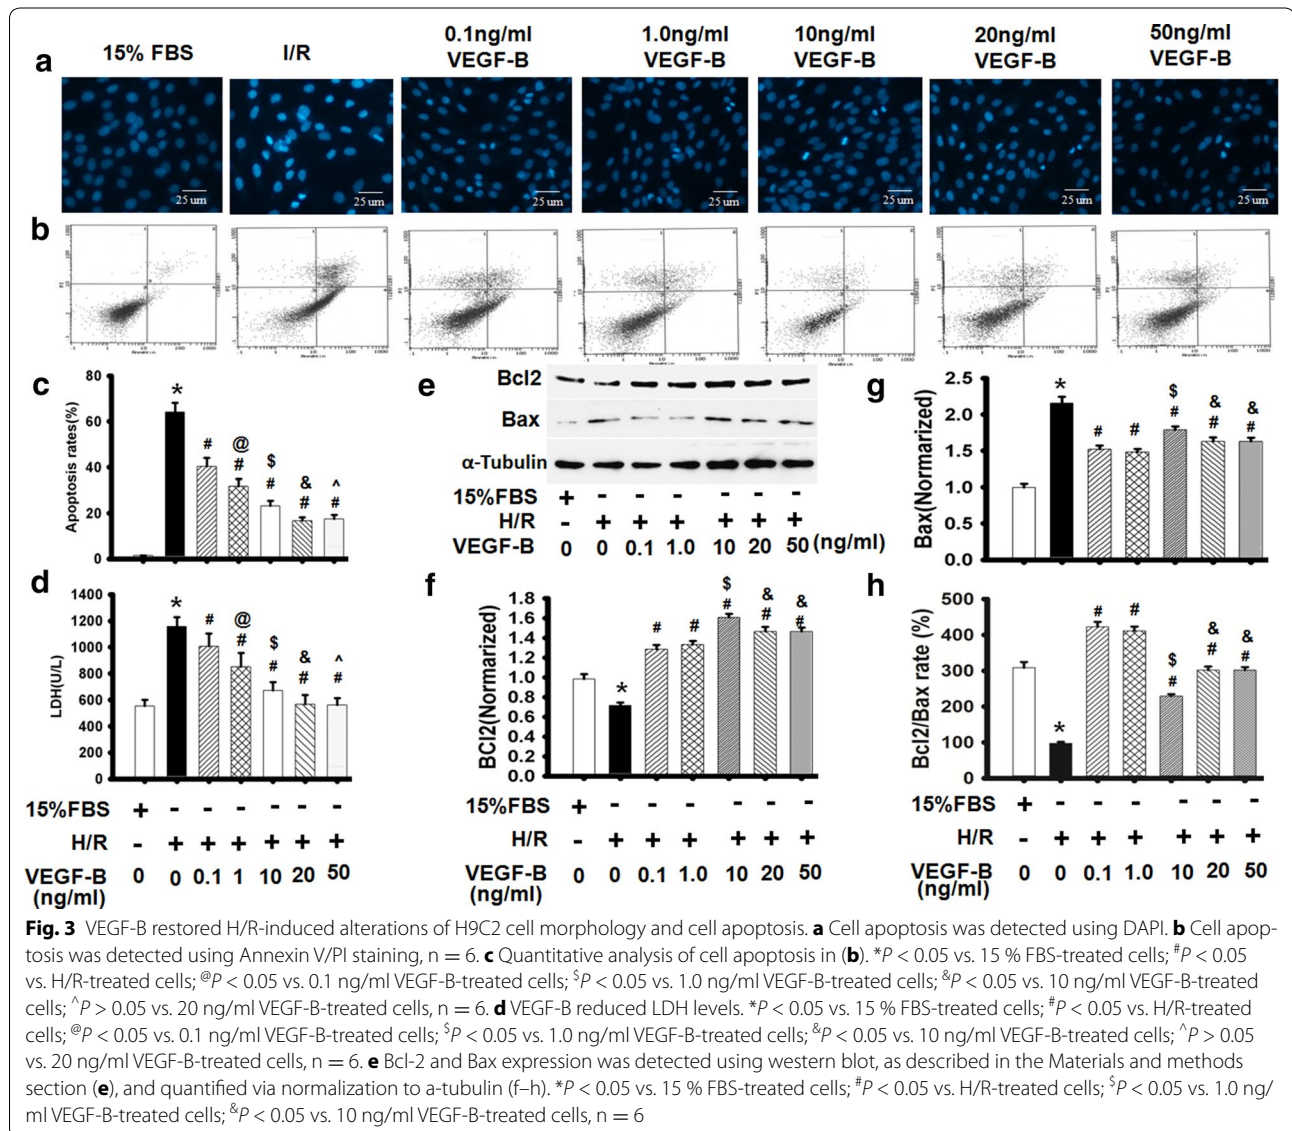 15% FBS I/R 0.1ng/ml VEGF-B 1.0ng/ml VEGF-B 10ng/ml VEGF-B 20ng/ml VEGF-B 50ng/ml VEGF-B
a
25 um 25 um 25 um 25 um 25 um 25 um 25 um
b
c
Apoptosis rates(%)
80
60
40
20
0
* # @ # $ # & # ^ #
e
Bcl2
Bax
α-Tubulin
15%FBS + - - - - - -
H/R - + + + + + +
VEGF-B 0 0 0.1 1.0 10 20 50 (ng/ml)
g
Bax(Normarized)
2.5
2.0
1.5
1.0
0.5
0.0
* # # $ # & # & #
d
LDH(U/L)
1400
1200
1000
800
600
400
200
0
* # @ # $ # & # ^ #
15%FBS + - - - - - -
H/R - + + + + + +
VEGF-B 0 0 0.1 1 10 20 50
(ng/ml)
f
BCl2(Normarized)
1.8
1.6
1.4
1.2
1.0
0.8
0.6
0.4
0.2
0.0
* # # $ # & # & #
15%FBS + - - - - - -
H/R - + + + + + +
VEGF-B 0 0 0.1 1.0 10 20 50
(ng/ml)
h
Bcl2/Bax rate (%)
500
400
300
200
100
0
* # # $ # & # & #
15%FBS + - - - - - -
H/R - + + + + + +
VEGF-B 0 0 0.1 1.0 10 20 50
(ng/ml)
Fig. 3 VEGF-B restored H/R-induced alterations of H9C2 cell morphology and cell apoptosis. a Cell apoptosis was detected using DAPI. b Cell apop-
tosis was detected using Annexin V/PI staining, n = 6. c Quantitative analysis of cell apoptosis in (b). *P < 0.05 vs. 15 % FBS-treated cells; #P < 0.05
vs. H/R-treated cells; @P < 0.05 vs. 0.1 ng/ml VEGF-B-treated cells; $P < 0.05 vs. 1.0 ng/ml VEGF-B-treated cells; &P < 0.05 vs. 10 ng/ml VEGF-B-treated
cells; ^P > 0.05 vs. 20 ng/ml VEGF-B-treated cells, n = 6. d VEGF-B reduced LDH levels. *P < 0.05 vs. 15 % FBS-treated cells; #P < 0.05 vs. H/R-treated
cells; @P < 0.05 vs. 0.1 ng/ml VEGF-B-treated cells; $P < 0.05 vs. 1.0 ng/ml VEGF-B-treated cells; &P < 0.05 vs. 10 ng/ml VEGF-B-treated cells; ^P > 0.05
vs. 20 ng/ml VEGF-B-treated cells, n = 6. e Bcl-2 and Bax expression was detected using western blot, as described in the Materials and methods
section (e), and quantified via normalization to a-tubulin (f–h). *P < 0.05 vs. 15 % FBS-treated cells; #P < 0.05 vs. H/R-treated cells; $P < 0.05 vs. 1.0 ng/
ml VEGF-B-treated cells; &P < 0.05 vs. 10 ng/ml VEGF-B-treated cells, n = 6